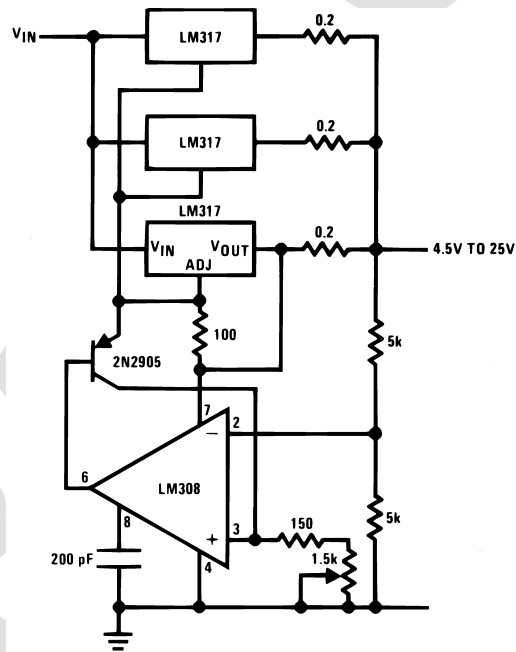 0.2
V_IN
LM317
0.2
LM317
LM317
0.2
V_IN
V_OUT
4.5V TO 25V
ADJ
100
5k
2N2905
7
2
−
6
LM308
5k
8
+
3
150
200 pF
4
1.5k